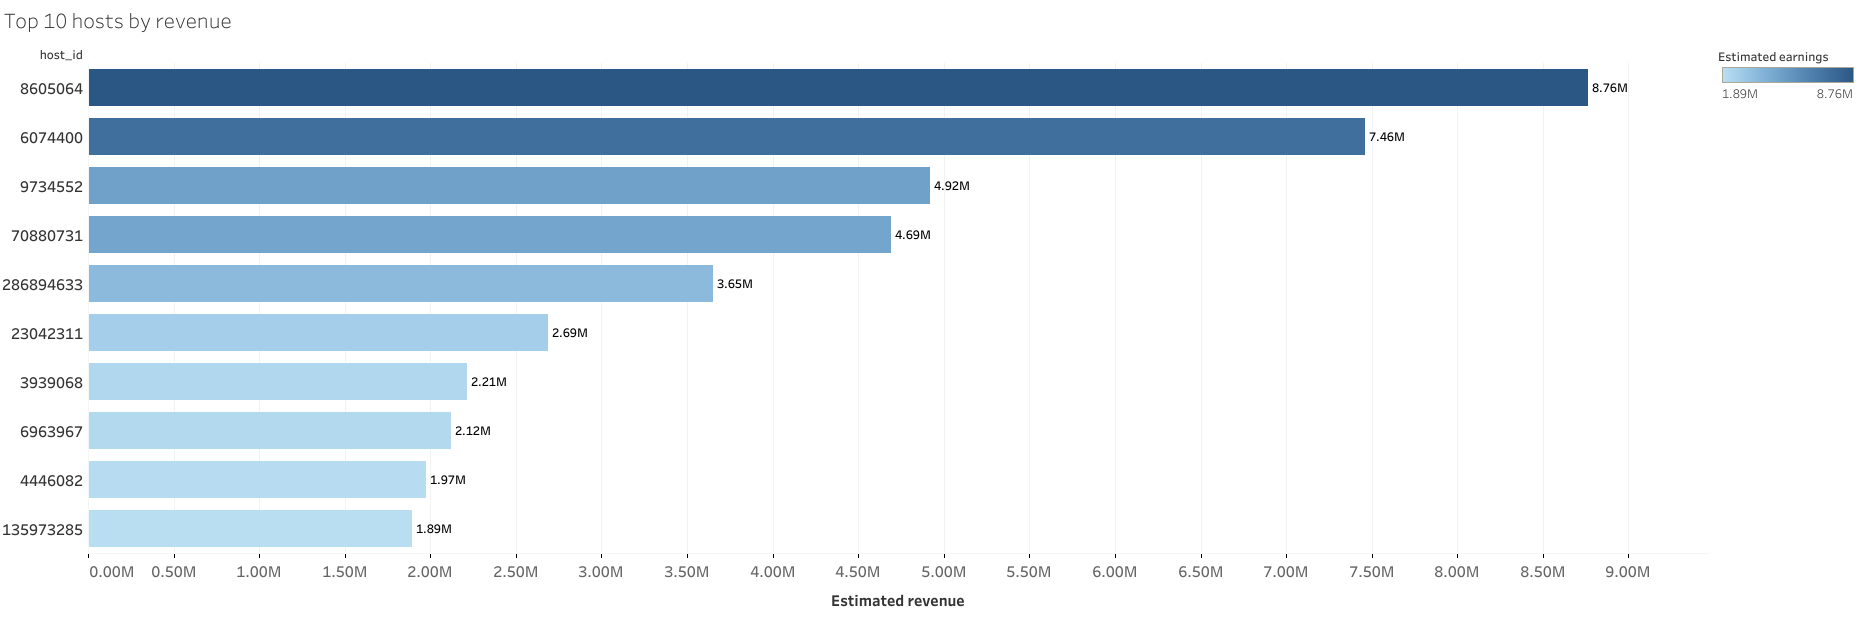 Top 10 hosts by revenue
host_id
Estimated earnings
1.89M 8.76M
8605064 8.76M
6074400 7.46M
9734552 4.92M
70880731 4.69M
286894633 3.65M
23042311 2.69M
3939068 2.21M
6963967 2.12M
4446082 1.97M
135973285 1.89M
0.00M 0.50M 1.00M 1.50M 2.00M 2.50M 3.00M 3.50M 4.00M 4.50M 5.00M 5.50M 6.00M 6.50M 7.00M 7.50M 8.00M 8.50M 9.00M
Estimated revenue